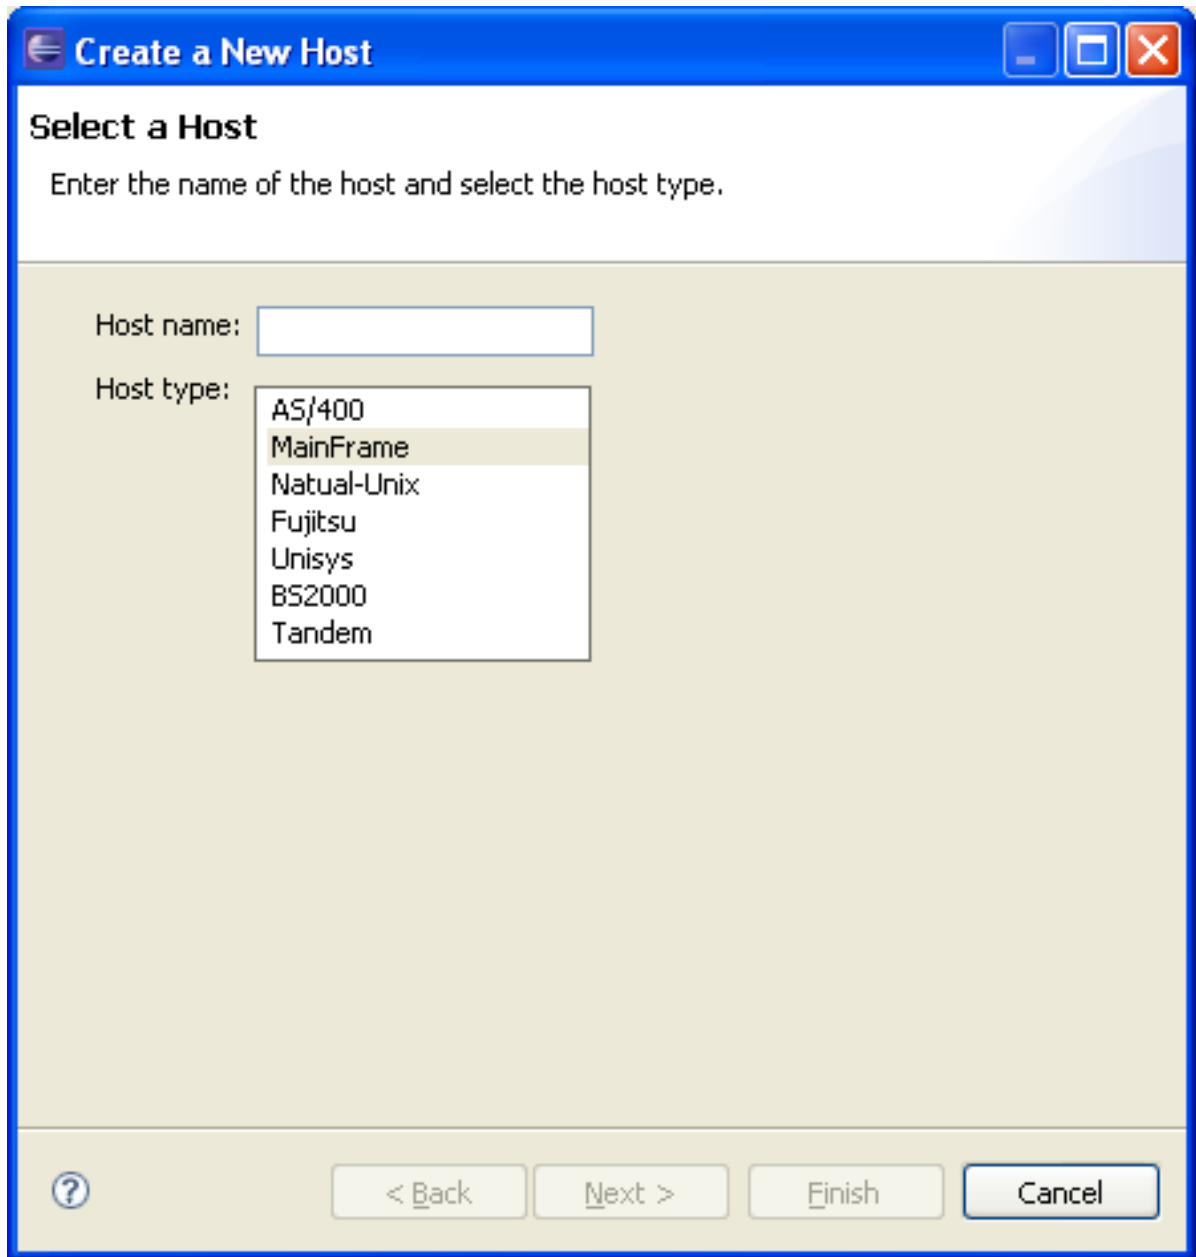 Create a New Host
Select a Host
Enter the name of the host and select the host type.
Host name:
Host type:
AS/400
MainFrame
Natual-Unix
Fujitsu
Unisys
BS2000
Tandem
?
< Back
Next >
Finish
Cancel